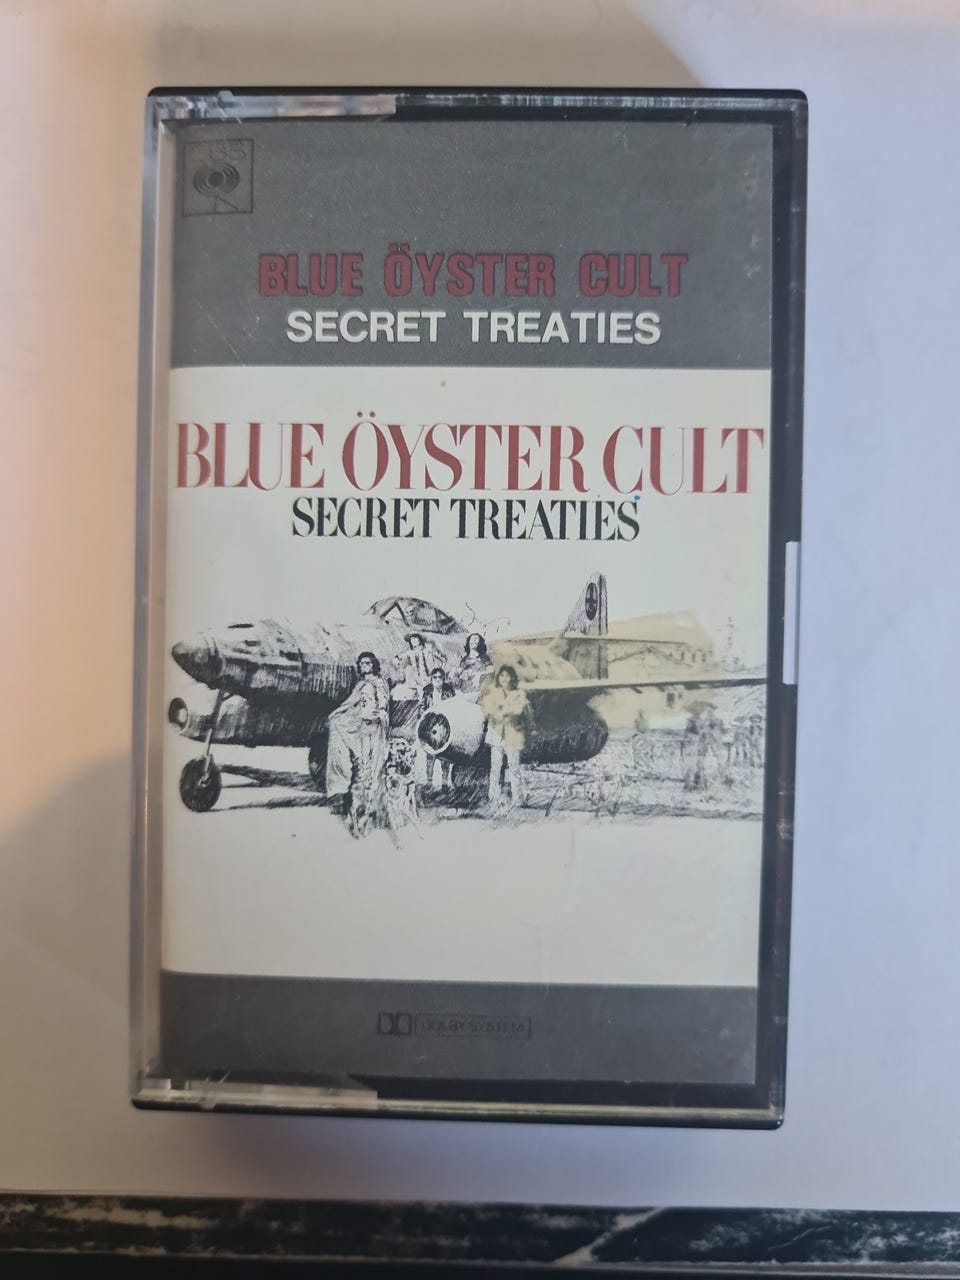 CBS
BLUE ÖYSTER CULT
SECRET TREATIES
BLUE ÖYSTER CULT
SECRET TREATIES
DOLBY SYSTEM